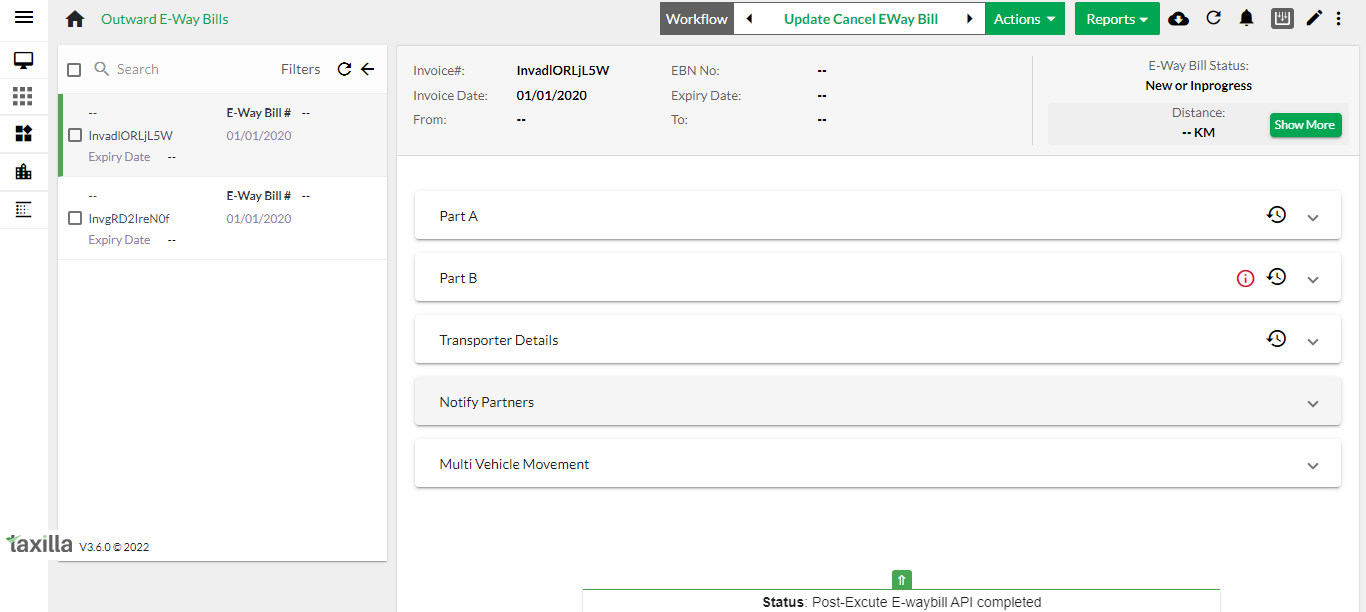 Outward E-Way Bills
Workflow
Update Cancel EWay Bill
Actions
Reports
Search
Filters
-- E-Way Bill # --
InvadlORLjL5W 01/01/2020
Expiry Date --
-- E-Way Bill # --
InvgRD2IreN0f 01/01/2020
Expiry Date --
taxilla V3.6.0 © 2022
Invoice#: InvadlORLjL5W EBN No: --
Invoice Date: 01/01/2020 Expiry Date: --
From: -- To: --
E-Way Bill Status:
New or Inprogress
Distance:
-- KM
Show More
Part A
Part B
Transporter Details
Notify Partners
Multi Vehicle Movement
Status: Post-Excute E-waybill API completed